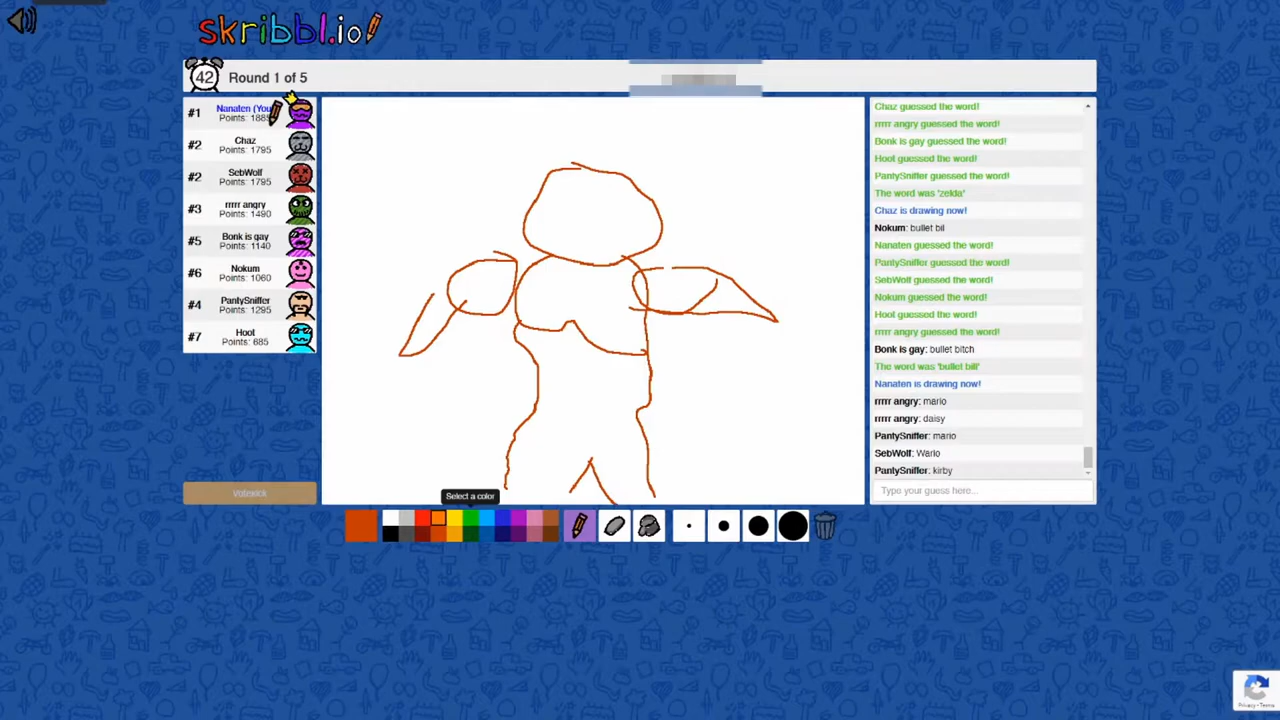 skribbl.io
42 Round 1 of 5
#1 Nanaten (You
Points: 1885
#2 Chaz
Points: 1795
#2 SebWolf
Points: 1795
#3 rrrrr angry
Points: 1490
#5 Bonk is gay
Points: 1140
#6 Nokum
Points: 1060
#4 PantySniffer
Points: 1295
#7 Hoot
Points: 685
Votekick
Select a color
Chaz guessed the word!
rrrrr angry guessed the word!
Bonk is gay guessed the word!
Hoot guessed the word!
PantySniffer guessed the word!
The word was 'zelda'
Chaz is drawing now!
Nokum: bullet bil
Nanaten guessed the word!
PantySniffer guessed the word!
SebWolf guessed the word!
Nokum guessed the word!
Hoot guessed the word!
rrrrr angry guessed the word!
Bonk is gay: bullet bitch
The word was 'bullet bill'
Nanaten is drawing now!
rrrrr angry: mario
rrrrr angry: daisy
PantySniffer: mario
SebWolf: Wario
PantySniffer: kirby
Type your guess here...
Privacy - Terms